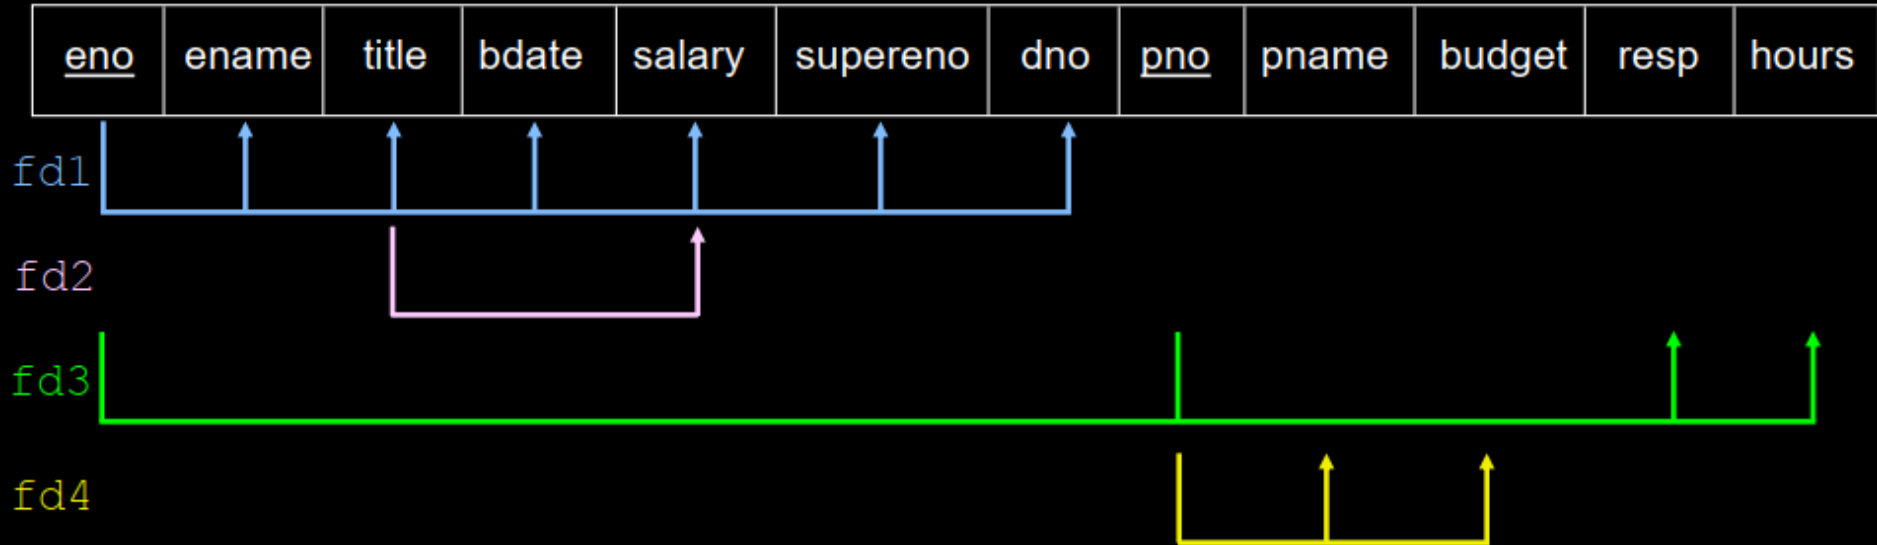 eno ename title bdate salary supereno dno pno pname budget resp hours
fd1
fd2
fd3
fd4